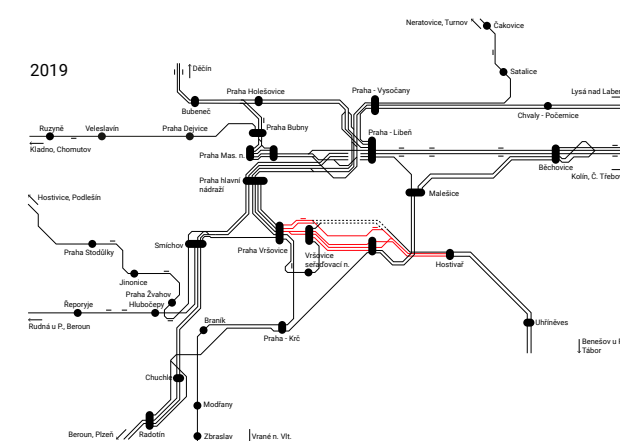 Neratovice, Turnov
Čakovice
2019
Děčín
Satalice
Praha Holešovice
Praha - Vysočany
Lysá nad Labem
Bubeneč
Chvaly - Počernice
Ruzyně
Veleslavín
Praha Dejvice
Praha Bubny
Praha - Libeň
Kladno, Chomutov
Praha Mas. n.
Běchovice
Kolín, Č. Třebov
Praha hlavní
nádraží
Malešice
Hostivice, Podlešín
Smíchov
Praha Stodůlky
Praha Vršovice
Vršovice
seřaďovací n.
Hostivař
Jinonice
Praha Žvahov
Hlubočepy
Řeporyje
Rudná u P., Beroun
Braník
Praha - Krč
Uhříněves
Benešov u
Tábor
Chuchle
Modřany
Beroun, Plzeň
Radotín
Zbraslav
Vrané n. Vlt.